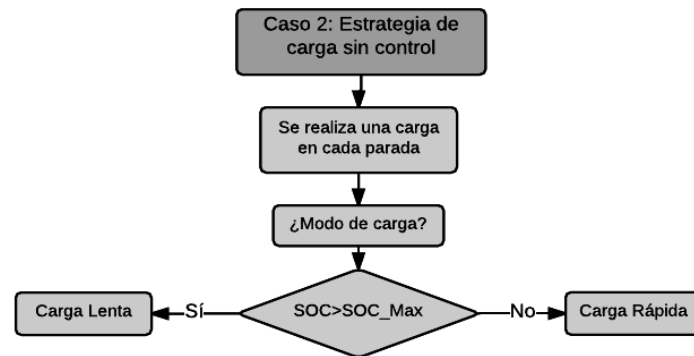 Caso 2: Estrategia de
carga sin control
Se realiza una carga
en cada parada
¿Modo de carga?
Carga Lenta
Sí
SOC>SOC_Max
No
Carga Rápida